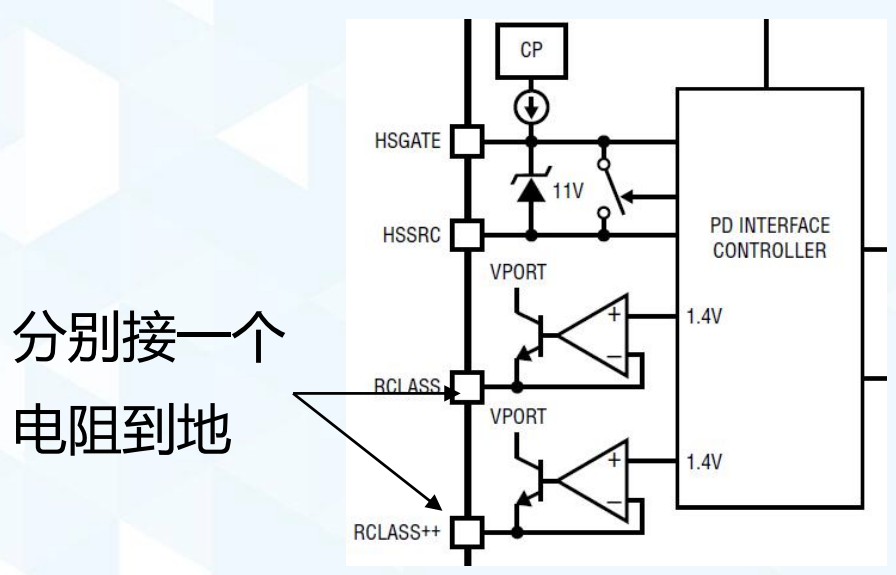 CP
HSGATE
11V
HSSRC
PD INTERFACE
CONTROLLER
VPORT
+
1.4V
−
RCLASS
VPORT
+
1.4V
−
RCLASS++
分别接一个
电阻到地